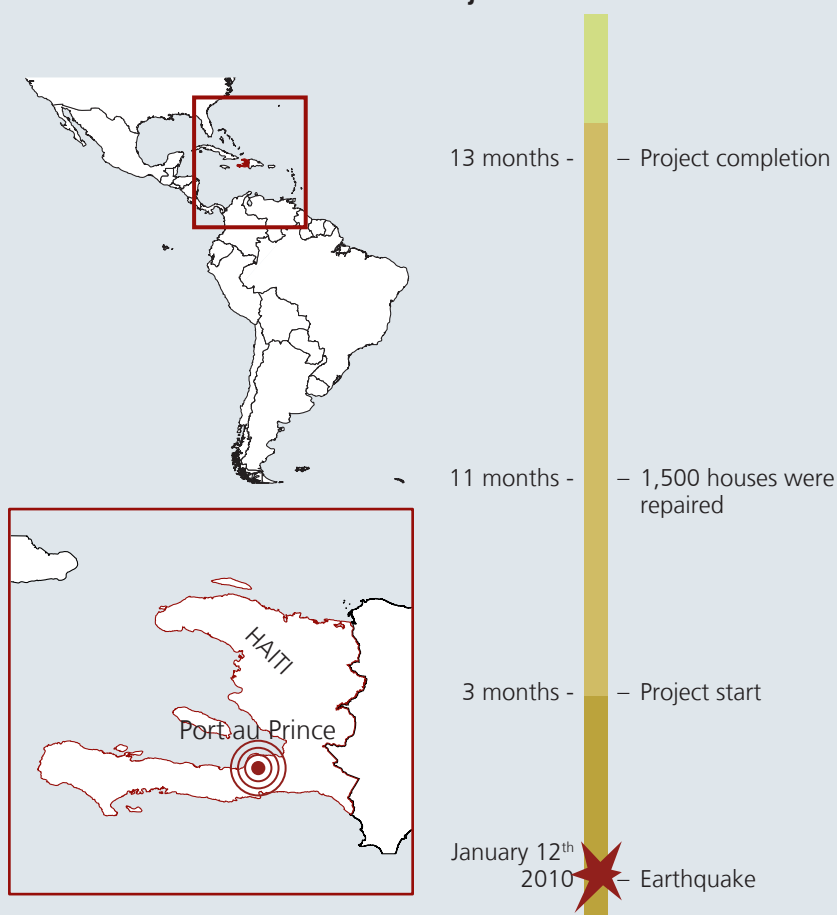 13 months - – Project completion
11 months - – 1,500 houses were
repaired
HAITI
3 months - – Project start
Port au Prince
January 12th
2010 – Earthquake